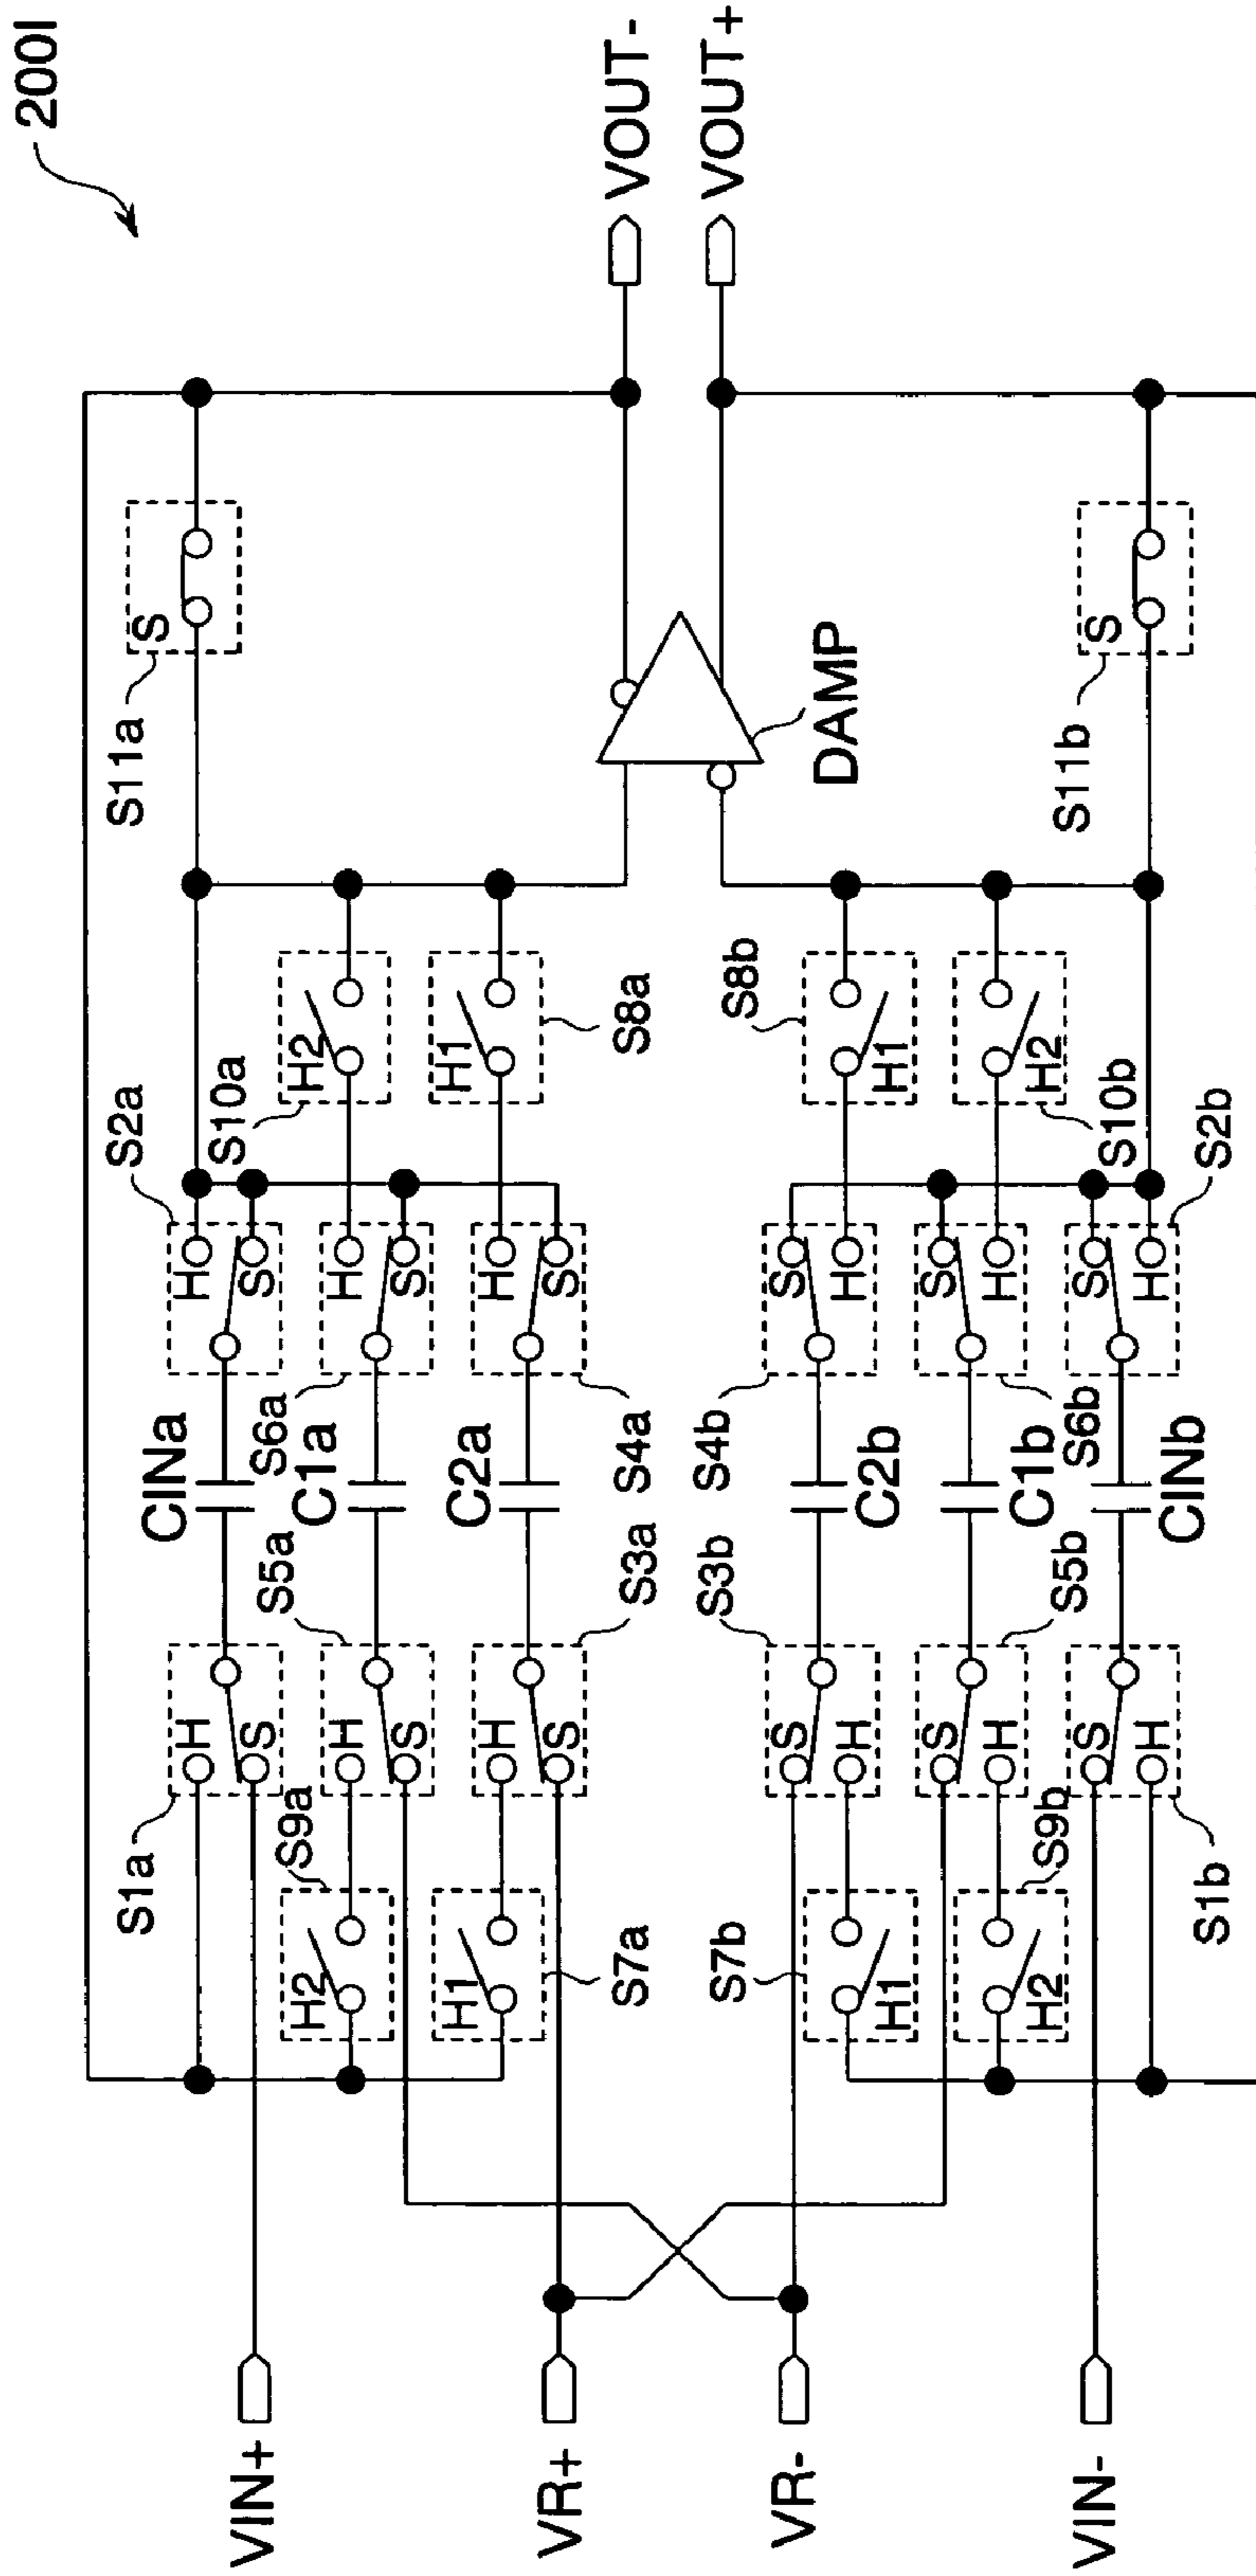 200I
VIN+
VR+
VR-
VIN-
S1a
H
S
S9a
H2
H1
S7a
S5a
H
S
H
S
S3a
CINa
S6a
C1a
C2a
S4a
S2a
H
S
H
S
H
S
S10a
H2
H1
S8a
S11a
S
DAMP
VOUT-
VOUT+
S7b
H1
H2
S9b
S3b
S
H
S
H
S5b
S
H
S1b
S4b
C2b
C1b
S6b
CINb
S
H
S
H
S
H
S2b
S8b
H1
H2
S10b
S11b
S